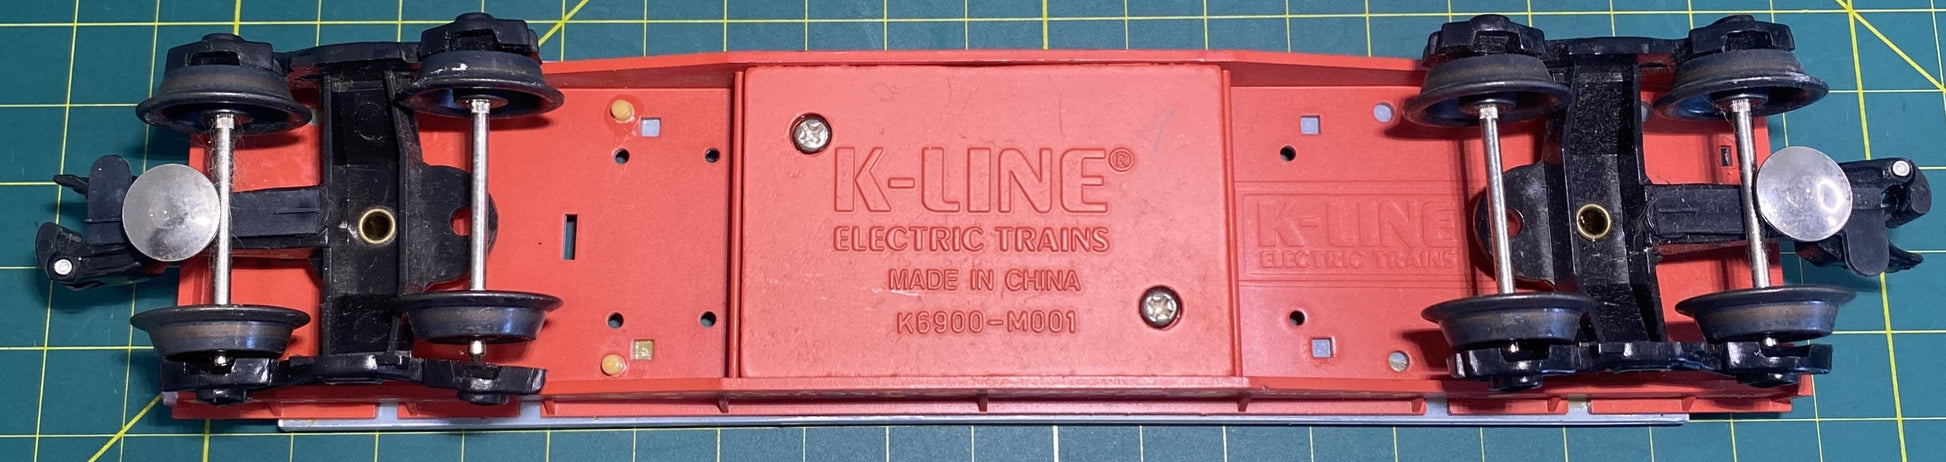 K-LINE®
ELECTRIC TRAINS
MADE IN CHINA
K6900-M001
K-LINE
ELECTRIC TRAINS